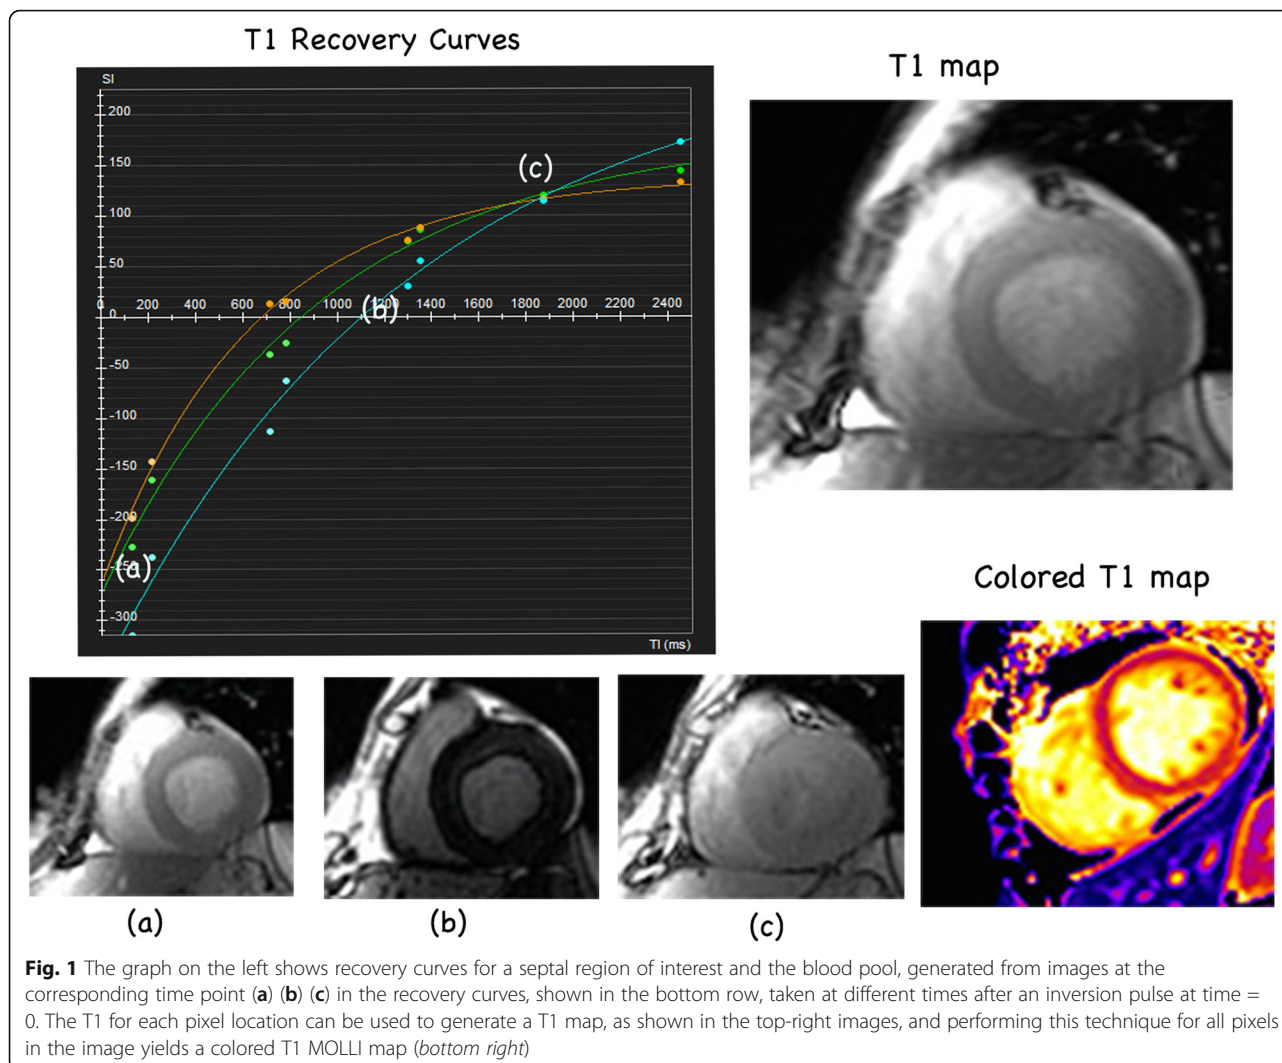 T1 Recovery Curves
T1 map
SI
200
150
(c)
100
50
0 200 400 600 800 1000 1200 1400 1600 1800 2000 2200 2400
(b)
0
-50
-100
-150
-200
-250
(a)
-300
TI (ms)
Colored T1 map
(a) (b) (c)
Fig. 1 The graph on the left shows recovery curves for a septal region of interest and the blood pool, generated from images at the
corresponding time point (a) (b) (c) in the recovery curves, shown in the bottom row, taken at different times after an inversion pulse at time =
0. The T1 for each pixel location can be used to generate a T1 map, as shown in the top-right images, and performing this technique for all pixels
in the image yields a colored T1 MOLLI map (bottom right)